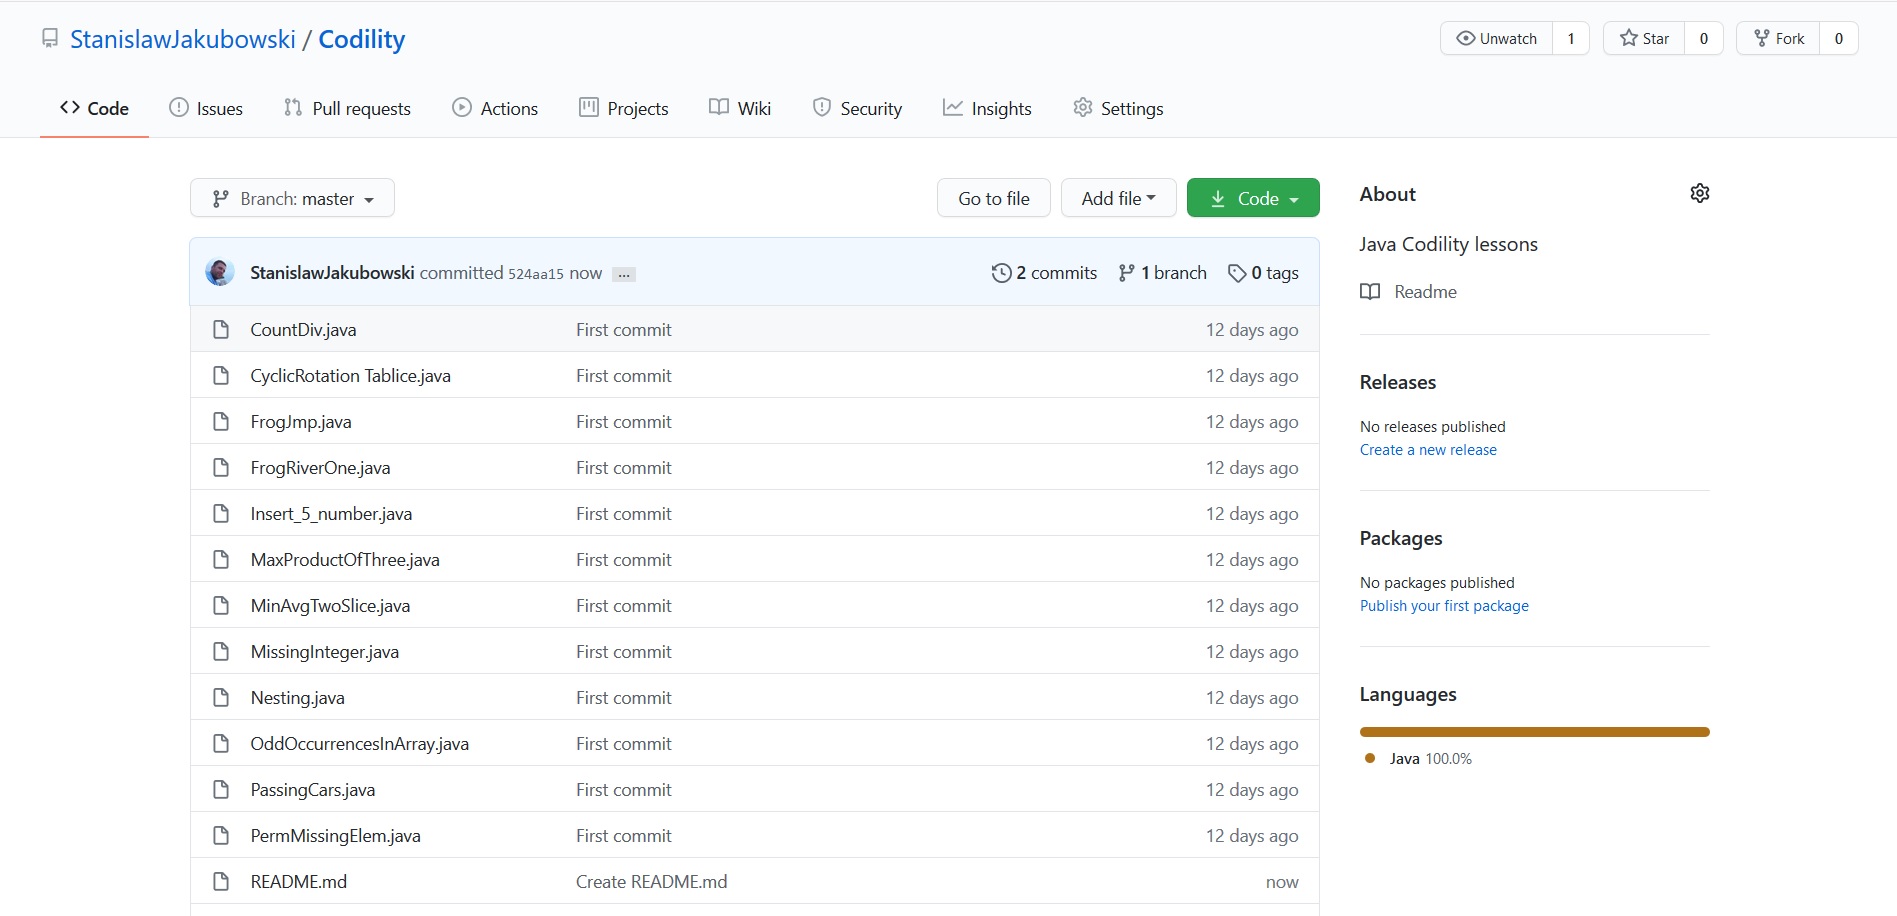 StanislawJakubowski / Codility
Unwatch 1 Star 0 Fork 0
Code Issues Pull requests Actions Projects Wiki Security Insights Settings
Branch: master Go to file Add file Code
StanislawJakubowski committed 524aa15 now ... 2 commits 1 branch 0 tags
CountDiv.java First commit 12 days ago
CyclicRotation Tablice.java First commit 12 days ago
FrogJmp.java First commit 12 days ago
FrogRiverOne.java First commit 12 days ago
Insert_5_number.java First commit 12 days ago
MaxProductOfThree.java First commit 12 days ago
MinAvgTwoSlice.java First commit 12 days ago
MissingInteger.java First commit 12 days ago
Nesting.java First commit 12 days ago
OddOccurrencesInArray.java First commit 12 days ago
PassingCars.java First commit 12 days ago
PermMissingElem.java First commit 12 days ago
README.md Create README.md now
About
Java Codility lessons
Readme
Releases
No releases published
Create a new release
Packages
No packages published
Publish your first package
Languages
Java 100.0%